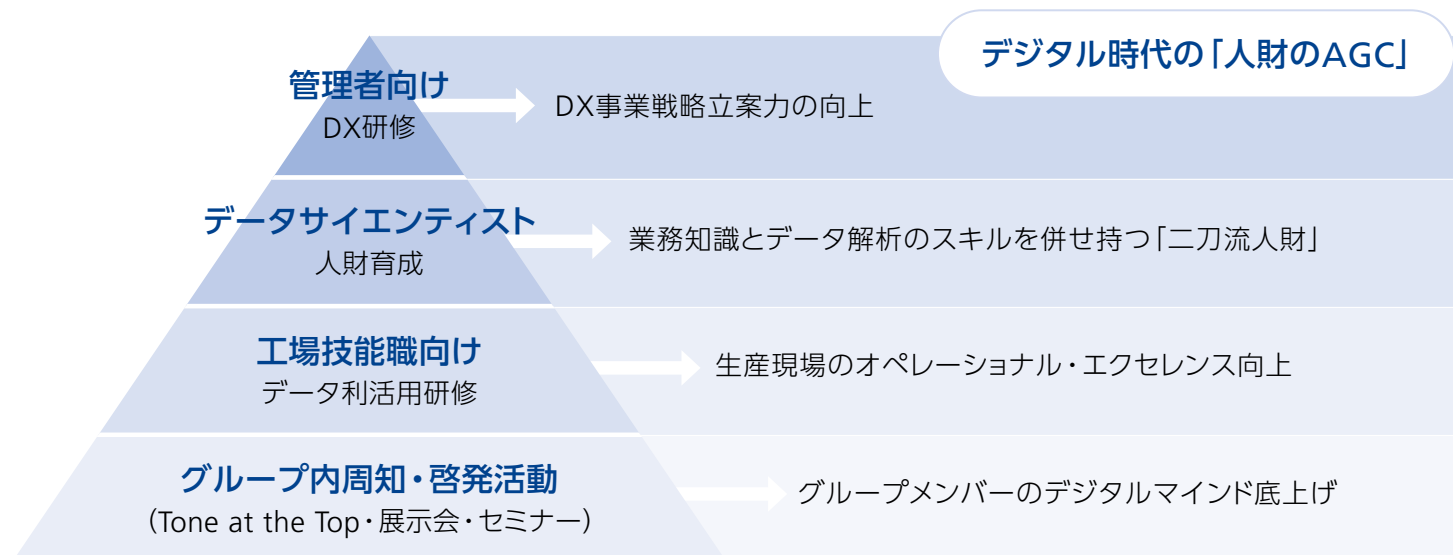 デジタル時代の「人財のAGC」
管理者向け
DX研修
DX事業戦略立案力の向上
データサイエンティスト
人財育成
業務知識とデータ解析のスキルを併せ持つ「二刀流人財」
工場技能職向け
データ利活用研修
生産現場のオペレーショナル・エクセレンス向上
グループ内周知・啓発活動
(Tone at the Top・展示会・セミナー)
グループメンバーのデジタルマインド底上げ